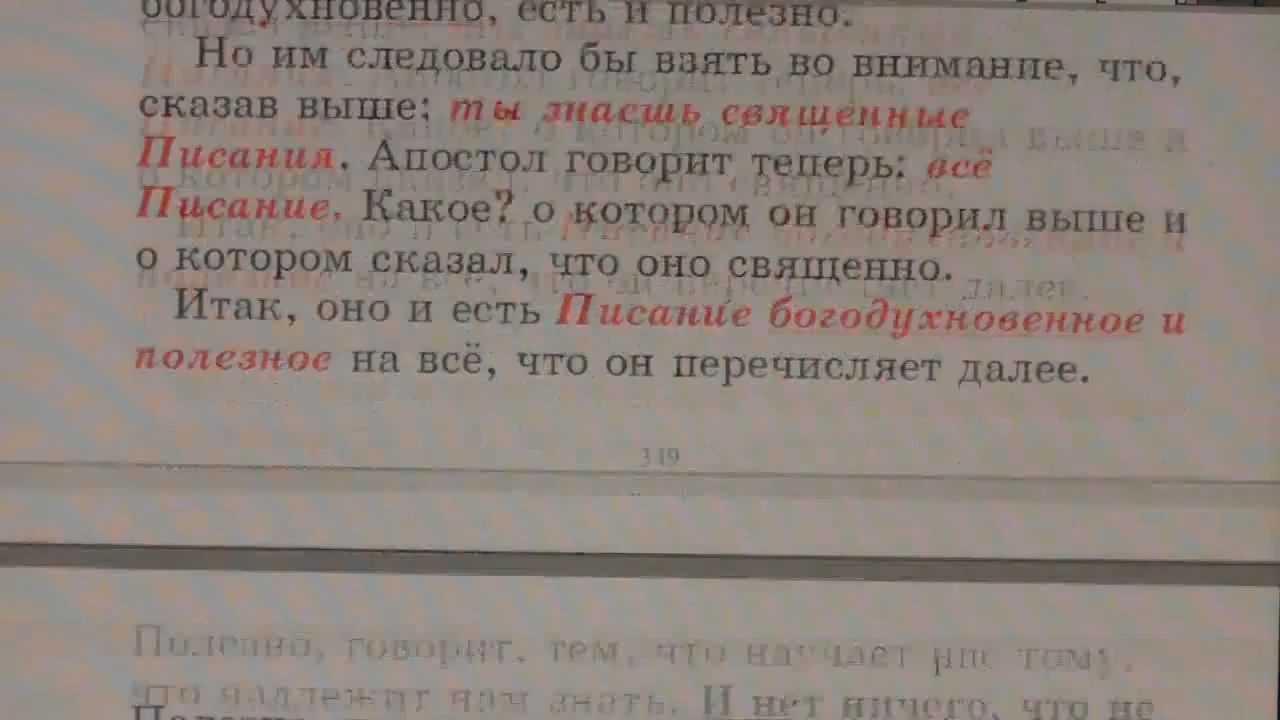 богодухновенно, есть и полезно.
Но им следовало бы взять во внимание, что,
сказав выше: ты знаешь священные
Писания, Апостол говорит теперь: всё
Писание. Какое? о котором он говорил выше и
о котором сказал, что оно священно.
Итак, оно и есть Писание богодухновенное и
полезное на всё, что он перечисляет далее.
319
Полезно, говорит, тем, что научает нас тому,
что надлежит нам знать. И нет ничего, что не